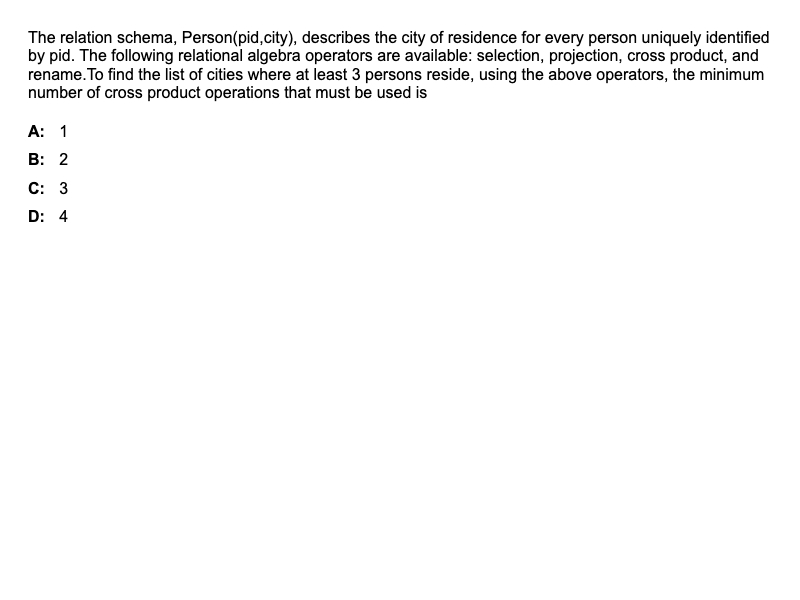 The relation schema, Person(pid,city), describes the city of residence for every person uniquely identified
by pid. The following relational algebra operators are available: selection, projection, cross product, and
rename.To find the list of cities where at least 3 persons reside, using the above operators, the minimum
number of cross product operations that must be used is
A: 1
B: 2
C: 3
D: 4